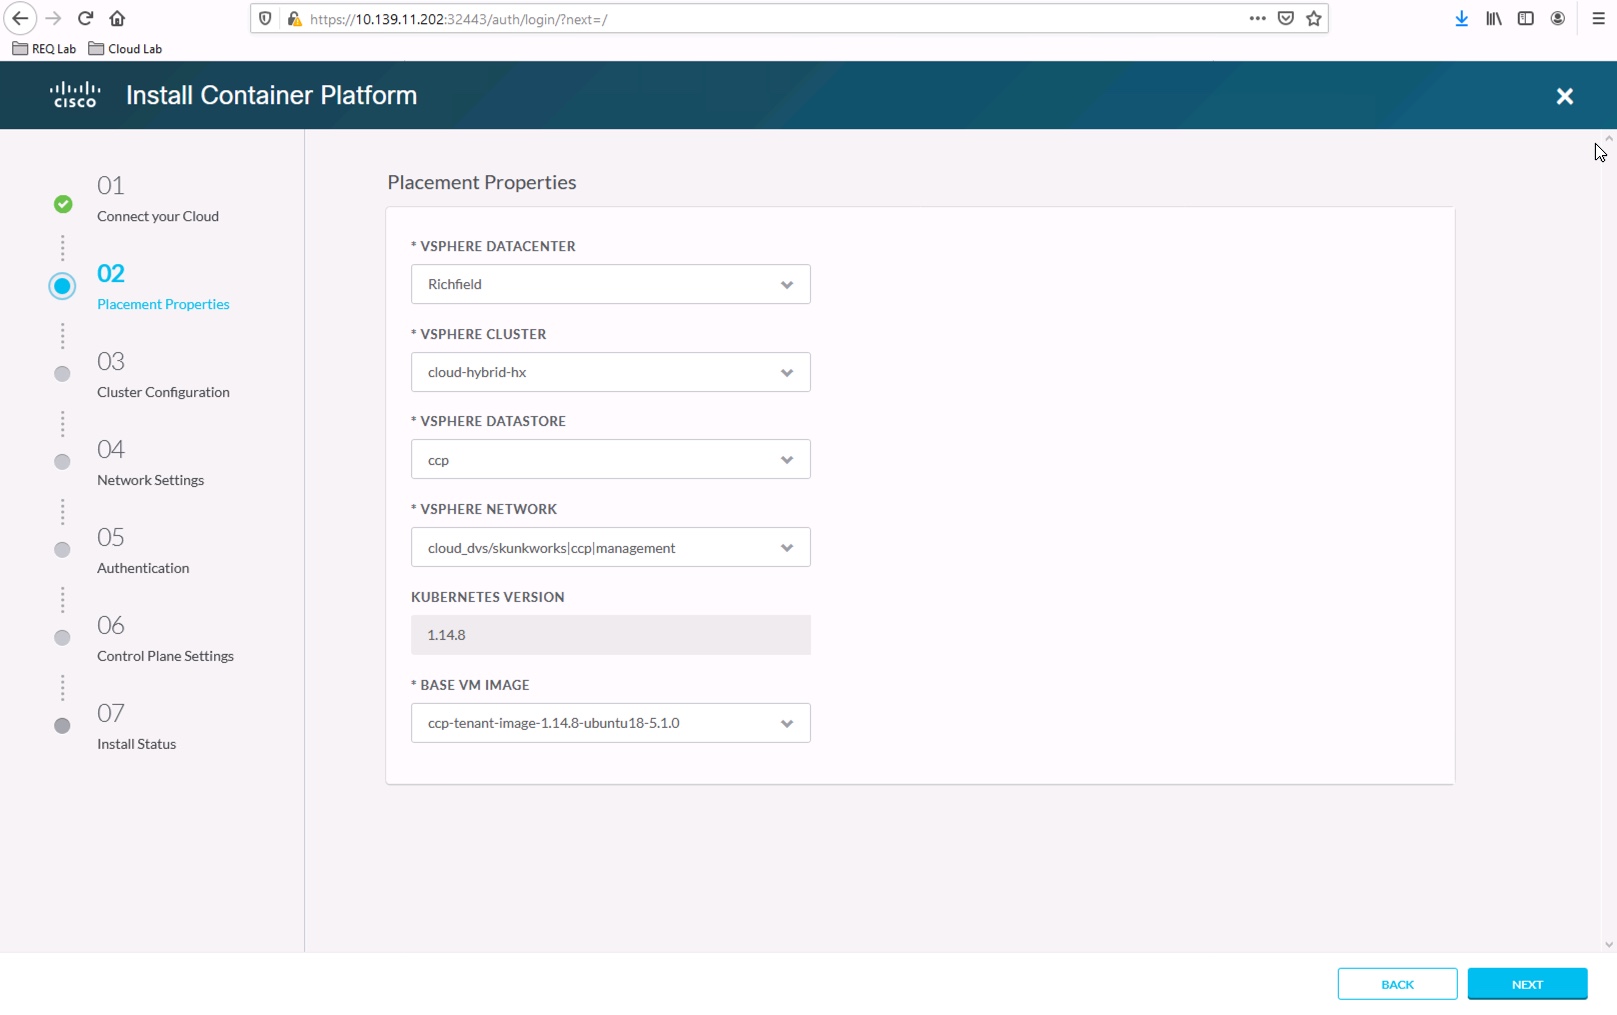 https://10.139.11.202:32443/auth/login/?next=/
REQ Lab
Cloud Lab
CISCO
Install Container Platform
01
Connect your Cloud
02
Placement Properties
03
Cluster Configuration
04
Network Settings
05
Authentication
06
Control Plane Settings
07
Install Status
Placement Properties
* VSPHERE DATACENTER
Richfield
* VSPHERE CLUSTER
cloud-hybrid-hx
* VSPHERE DATASTORE
ccp
* VSPHERE NETWORK
cloud_dvs/skunkworks|ccp|management
KUBERNETES VERSION
1.14.8
* BASE VM IMAGE
ccp-tenant-image-1.14.8-ubuntu18-5.1.0
BACK
NEXT